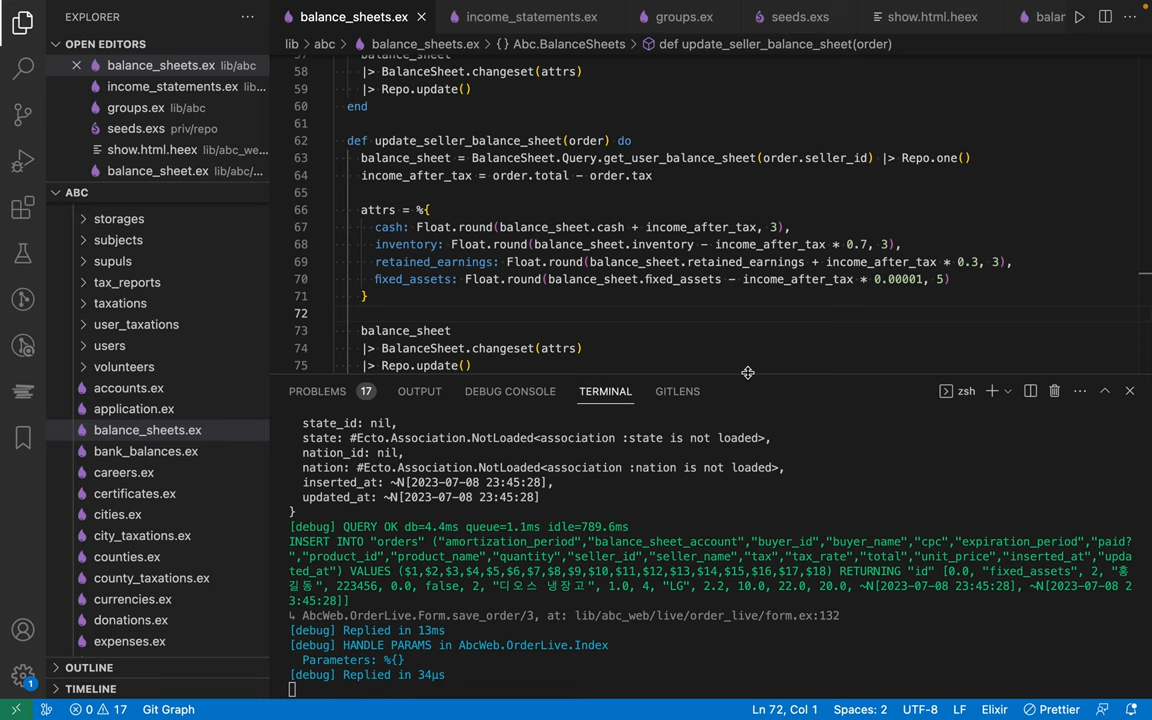 EXPLORER
balance_sheets.ex
income_statements.ex
groups.ex
seeds.exs
show.html.heex
balar
OPEN EDITORS
balance_sheets.ex lib/abc
income_statements.ex lib...
groups.ex lib/abc
seeds.exs priv/repo
show.html.heex lib/abc_we...
balance_sheet.ex lib/abc/...
ABC
storages
subjects
supuls
tax_reports
taxations
user_taxations
users
volunteers
accounts.ex
application.ex
balance_sheets.ex
bank_balances.ex
careers.ex
certificates.ex
cities.ex
city_taxations.ex
counties.ex
county_taxations.ex
currencies.ex
donations.ex
expenses.ex
OUTLINE
TIMELINE
lib > abc > balance_sheets.ex > {} Abc.BalanceSheets > def update_seller_balance_sheet(order)
57 balance_sheet
58 |> BalanceSheet.changeset(attrs)
59 |> Repo.update()
60 end
61
62 def update_seller_balance_sheet(order) do
63 balance_sheet = BalanceSheet.Query.get_user_balance_sheet(order.seller_id) |> Repo.one()
64 income_after_tax = order.total - order.tax
65
66 attrs = %{
67 cash: Float.round(balance_sheet.cash + income_after_tax, 3),
68 inventory: Float.round(balance_sheet.inventory - income_after_tax * 0.7, 3),
69 retained_earnings: Float.round(balance_sheet.retained_earnings + income_after_tax * 0.3, 3),
70 fixed_assets: Float.round(balance_sheet.fixed_assets - income_after_tax * 0.00001, 5)
71 }
72
73 balance_sheet
74 |> BalanceSheet.changeset(attrs)
75 |> Repo.update()
PROBLEMS 17 OUTPUT DEBUG CONSOLE TERMINAL GITLENS zsh
state_id: nil,
state: #Ecto.Association.NotLoaded<association :state is not loaded>,
nation_id: nil,
nation: #Ecto.Association.NotLoaded<association :nation is not loaded>,
inserted_at: ~N[2023-07-08 23:45:28],
updated_at: ~N[2023-07-08 23:45:28]
}
[debug] QUERY OK db=4.4ms queue=1.1ms idle=789.6ms
INSERT INTO "orders" ("amortization_period","balance_sheet_account","buyer_id","buyer_name","cpc","expiration_period","paid?
","product_id","product_name","quantity","seller_id","seller_name","tax","tax_rate","total","unit_price","inserted_at","upda
ted_at") VALUES ($1,$2,$3,$4,$5,$6,$7,$8,$9,$10,$11,$12,$13,$14,$15,$16,$17,$18) RETURNING "id" [0.0, "fixed_assets", 2, "홍
길동", 223456, 0.0, false, 2, "디오스 냉장고", 1.0, 4, "LG", 2.2, 10.0, 22.0, 20.0, ~N[2023-07-08 23:45:28], ~N[2023-07-08 2
3:45:28]]
↳ AbcWeb.OrderLive.Form.save_order/3, at: lib/abc_web/live/order_live/form.ex:132
[debug] Replied in 13ms
[debug] HANDLE PARAMS in AbcWeb.OrderLive.Index
Parameters: %{}
[debug] Replied in 34µs
1
0 17 Git Graph Ln 72, Col 1 Spaces: 2 UTF-8 LF Elixir Prettier